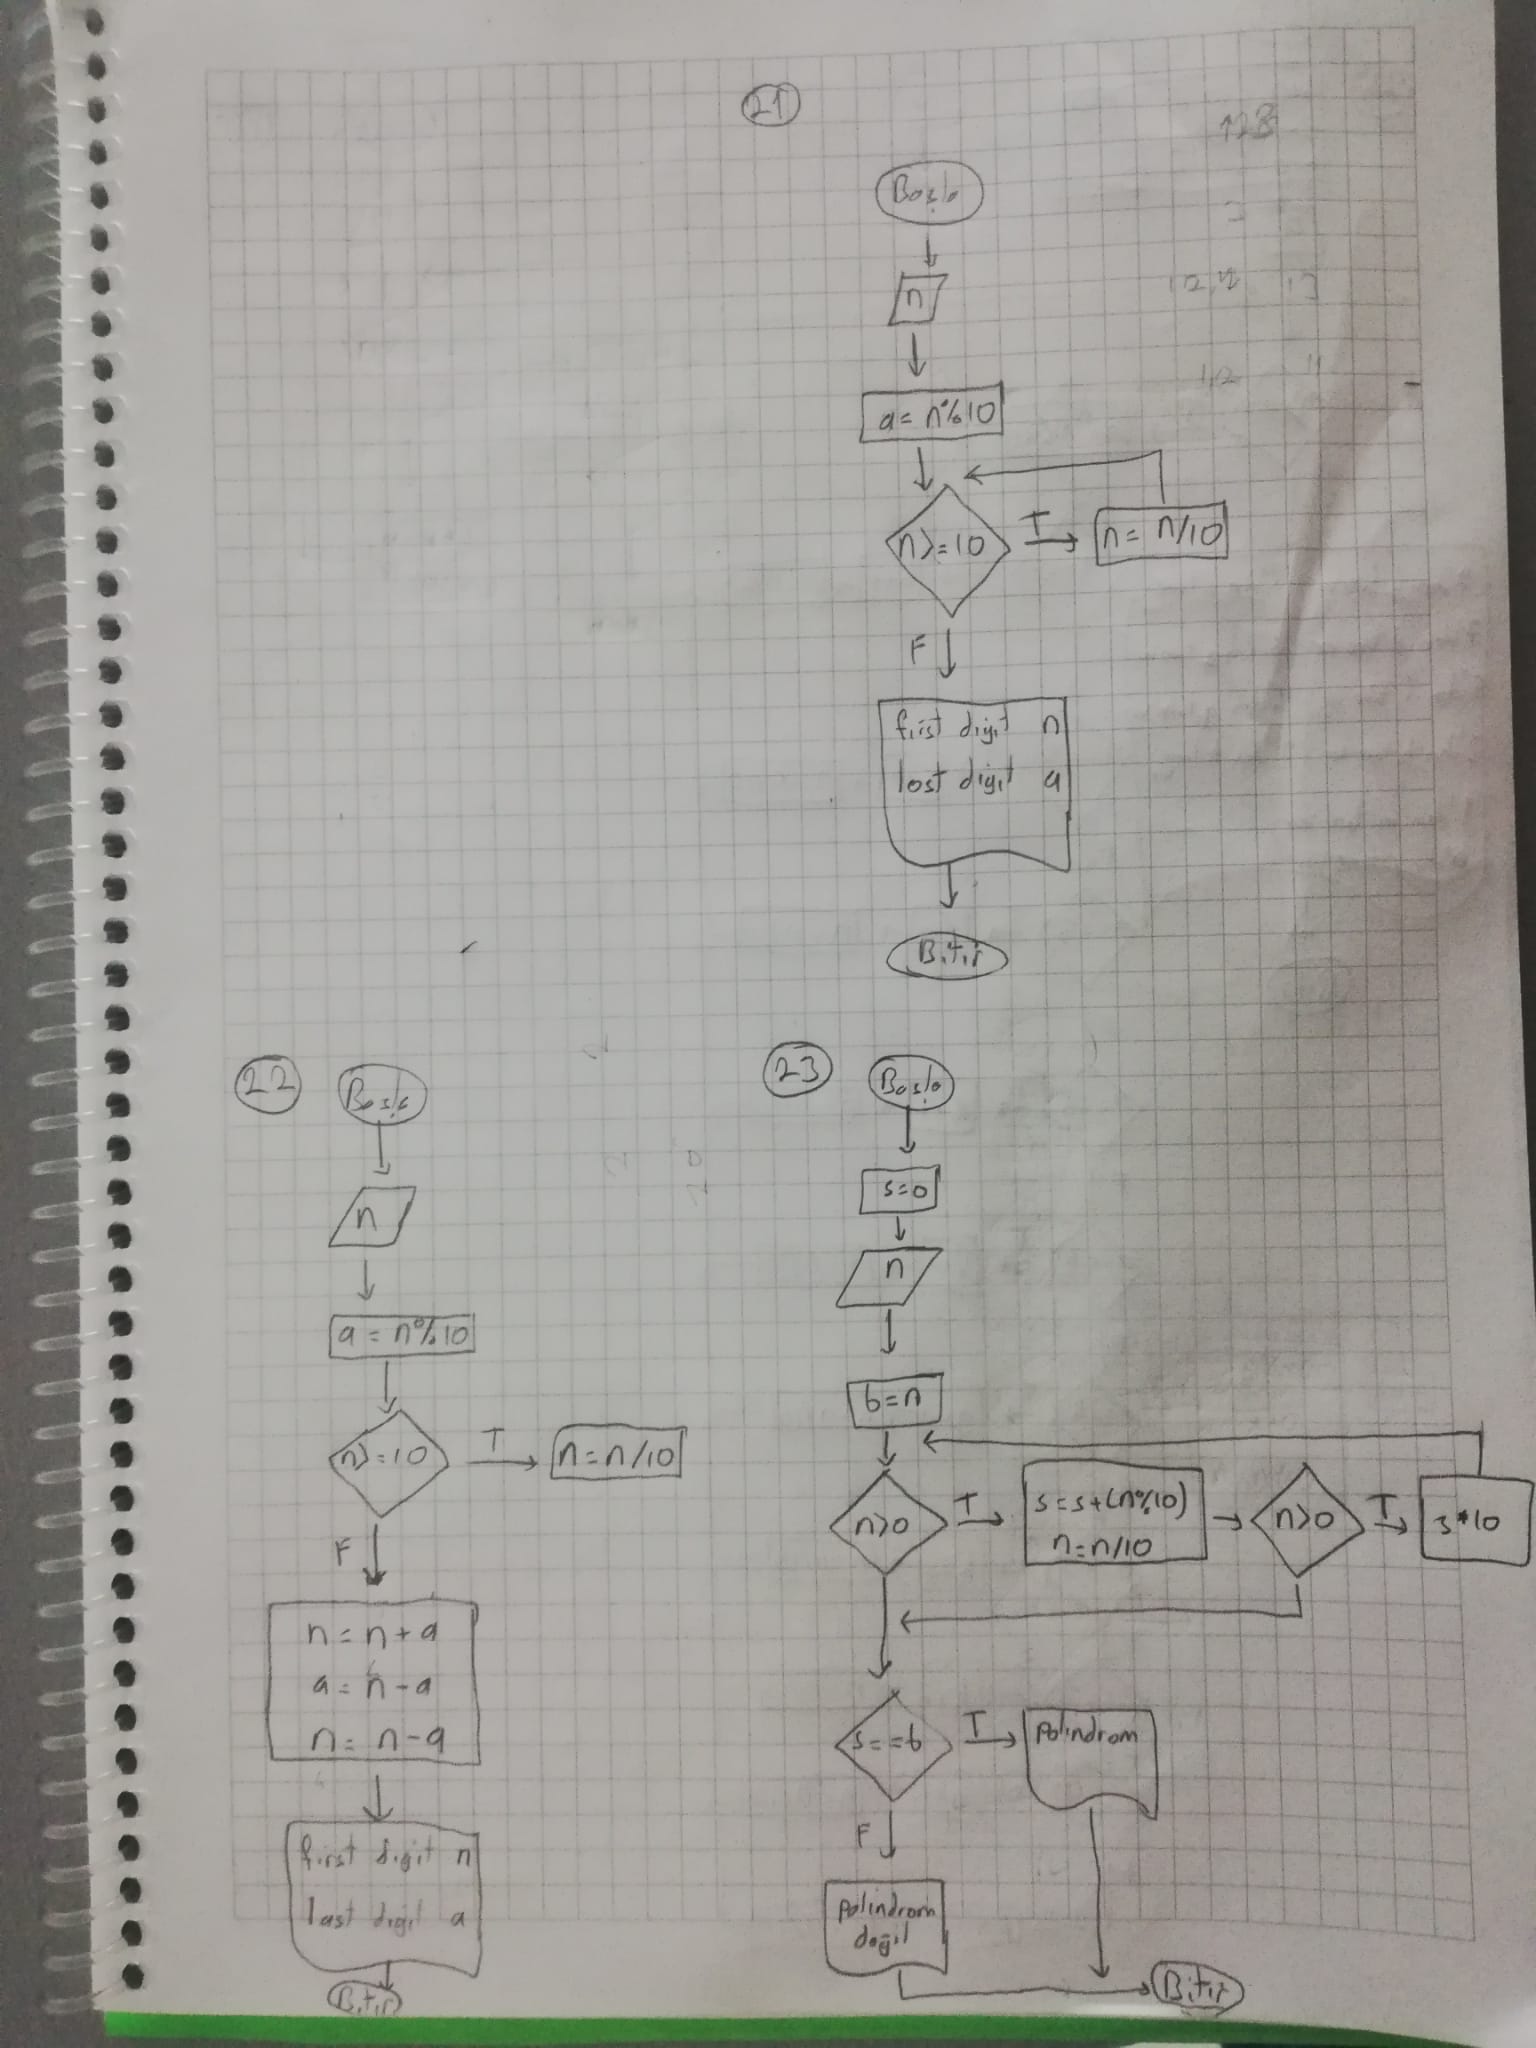 21
128
Başla
n
a = n%10
n>=10
T
n = n/10
F
first digit n
last digit a
Bitir
22
Başla
n
a = n%10
n>=10
T
n = n/10
F
n = n + a
a = n - a
n = n - a
first digit n
last digit a
Bitir
23
Başla
s=0
n
b=n
n>0
T
s = s+(n%10)
n = n/10
n>0
T
s*10
s==b
T
Polindrom
F
Polindrom
değil
Bitir